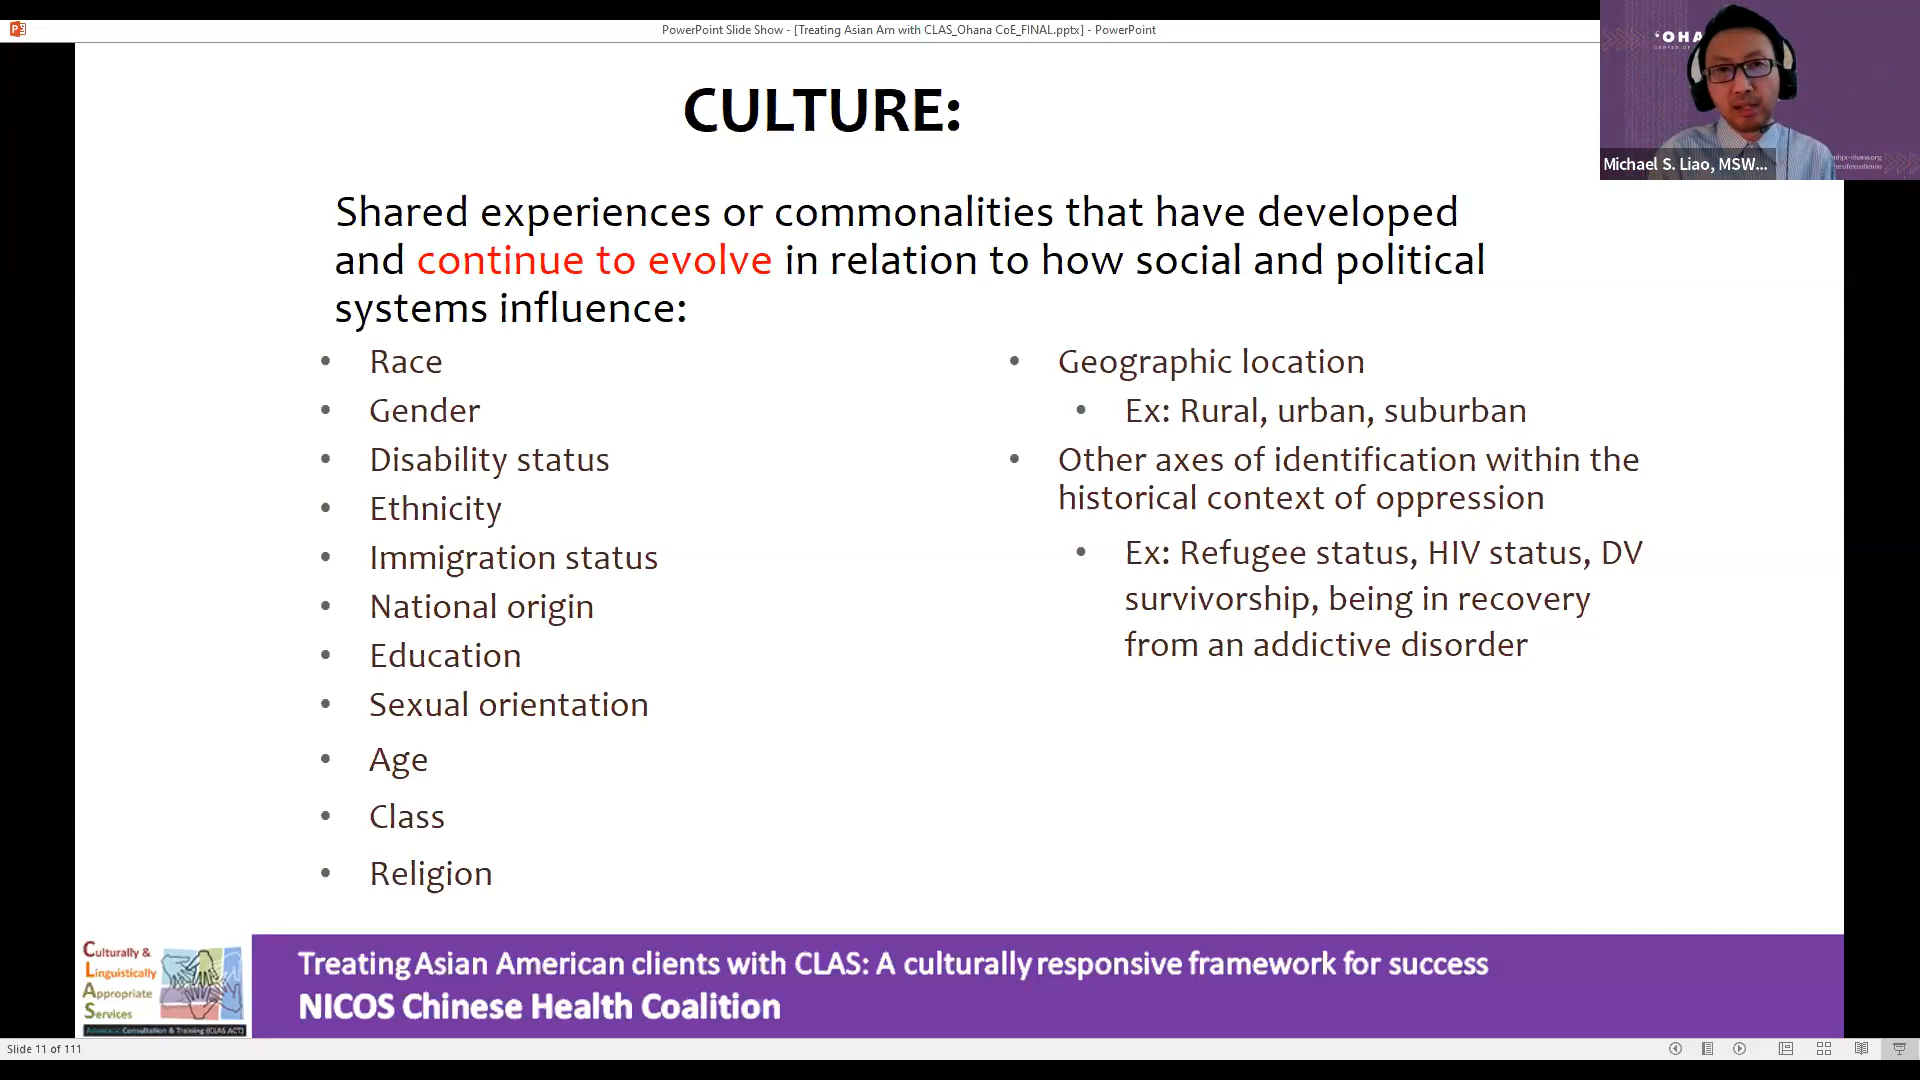 PowerPoint Slide Show - [Treating Asian Am with CLAS_Ohana CoE_FINAL.pptx] - PowerPoint
‘OHA
Michael S. Liao, MSW...
CULTURE:
Shared experiences or commonalities that have developed
and continue to evolve in relation to how social and political
systems influence:
• Race
• Gender
• Disability status
• Ethnicity
• Immigration status
• National origin
• Education
• Sexual orientation
• Age
• Class
• Religion
• Geographic location
• Ex: Rural, urban, suburban
• Other axes of identification within the
historical context of oppression
• Ex: Refugee status, HIV status, DV
survivorship, being in recovery
from an addictive disorder
Culturally &
Linguistically
Appropriate
Services
Consultation & Training (CLAS ACT)
Treating Asian American clients with CLAS: A culturally responsive framework for success
NICOS Chinese Health Coalition
Slide 11 of 111